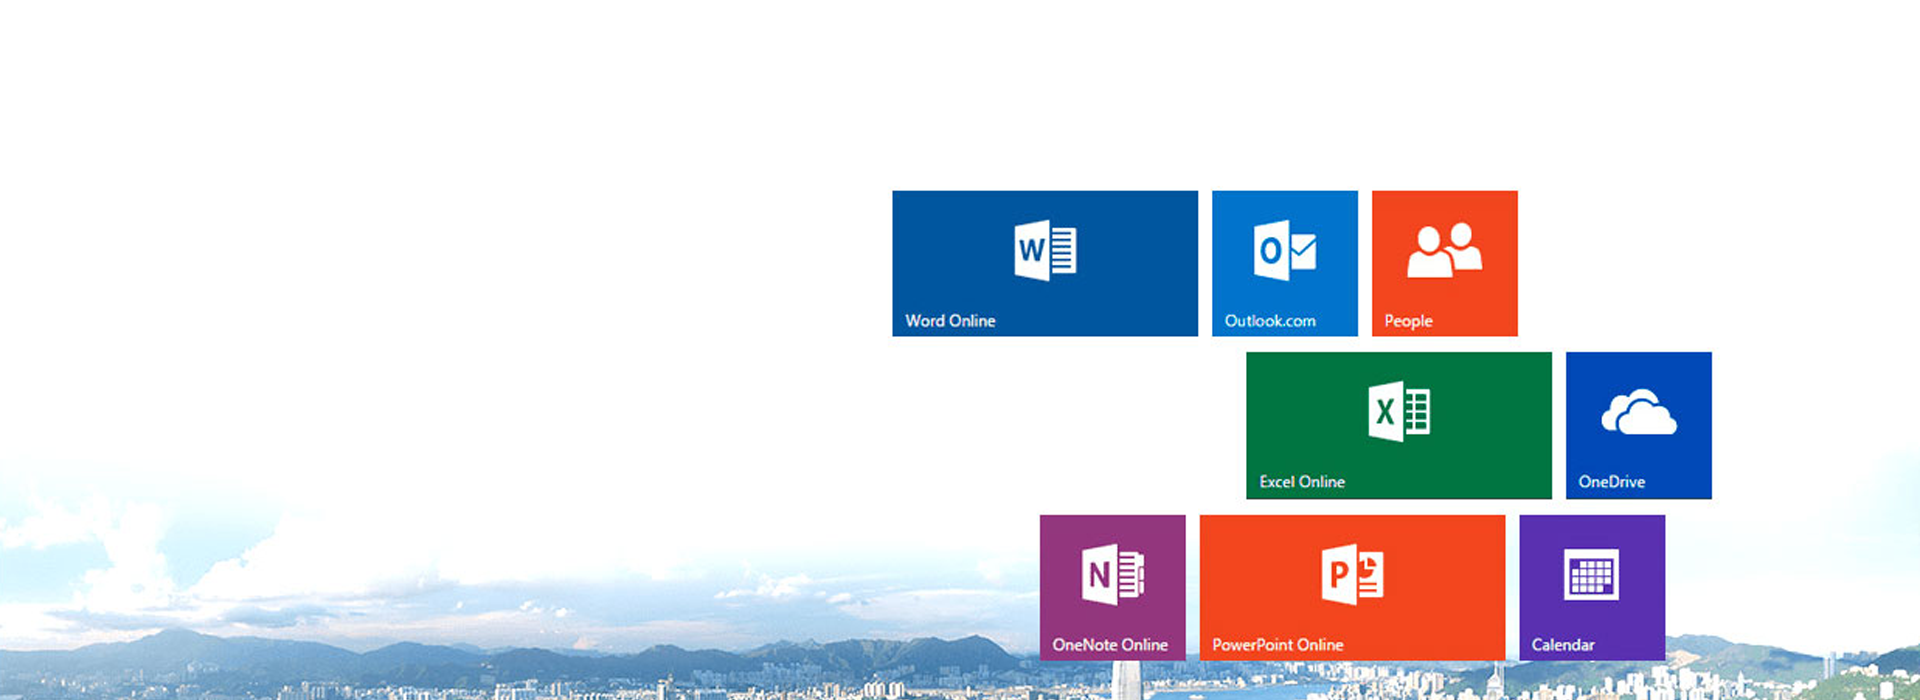 W
Word Online
O
Outlook.com
People
X
Excel Online
OneDrive
N
OneNote Online
P
PowerPoint Online
Calendar